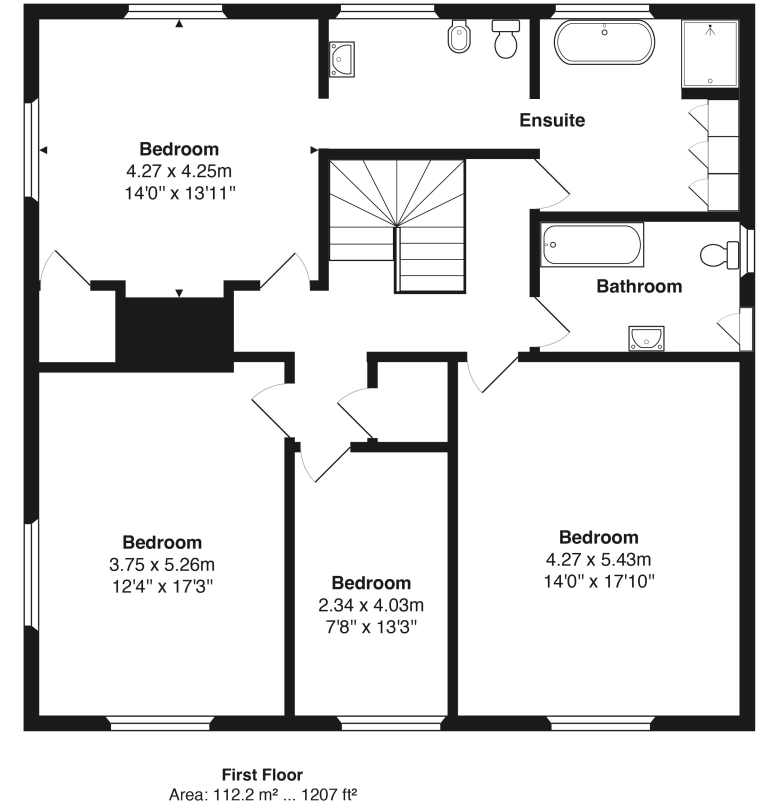 Ensuite
Bedroom
4.27 x 4.25m
14'0" x 13'11"
Bathroom
Bedroom
3.75 x 5.26m
12'4" x 17'3"
Bedroom
2.34 x 4.03m
7'8" x 13'3"
Bedroom
4.27 x 5.43m
14'0" x 17'10"
First Floor
Area: 112.2 m² ... 1207 ft²